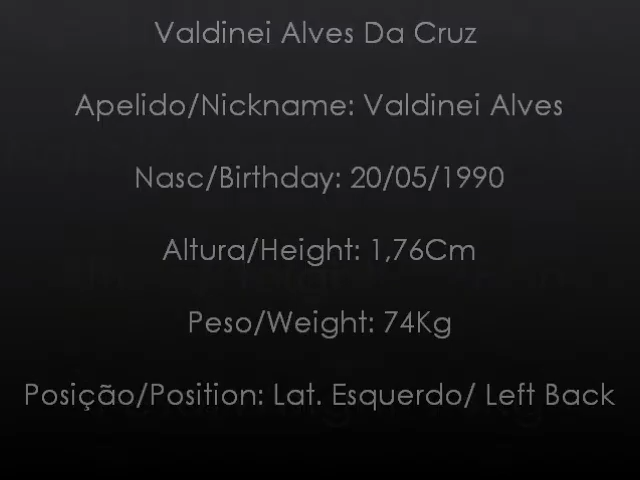 Valdinei Alves Da Cruz
Apelido/Nickname: Valdinei Alves
Nasc/Birthday: 20/05/1990
Altura/Height: 1,76Cm
Peso/Weight: 74Kg
Posição/Position: Lat. Esquerdo/ Left Back